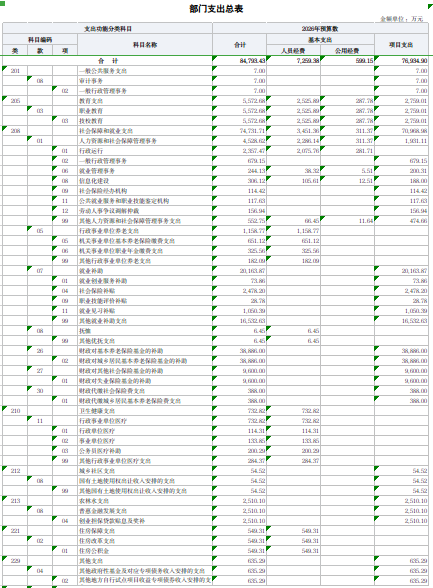 部门支出总表
金额单位：万元
支出功能分类科目 2026年预算数
科目编码 科目名称 合计 基本支出 项目支出
类 款 项 人员经费 公用经费
合 计 84,793.43 7,259.38 599.15 76,934.90
201 一般公共服务支出 7.00 7.00
08 审计事务 7.00 7.00
02 一般行政管理事务 7.00 7.00
205 教育支出 5,572.68 2,525.89 287.78 2,759.01
03 职业教育 5,572.68 2,525.89 287.78 2,759.01
03 技校教育 5,572.68 2,525.89 287.78 2,759.01
208 社会保障和就业支出 74,731.71 3,451.36 311.37 70,968.98
01 人力资源和社会保障管理事务 4,528.62 2,286.14 311.37 1,931.11
01 行政运行 2,357.47 2,075.76 281.71
02 一般行政管理事务 679.15 679.15
06 就业管理事务 244.13 38.32 5.51 200.31
08 信息化建设 306.12 105.61 12.51 188.00
09 社会保险经办机构 114.42 114.42
11 公共就业服务和职业技能鉴定机构 117.63 117.63
12 劳动人事争议调解仲裁 156.94 156.94
99 其他人力资源和社会保障管理事务支出 552.75 66.45 11.64 474.66
05 行政事业单位养老支出 1,158.77 1,158.77
05 机关事业单位基本养老保险缴费支出 651.12 651.12
06 机关事业单位职业年金缴费支出 325.56 325.56
99 其他行政事业单位养老支出 182.09 182.09
07 就业补助 20,163.87 20,163.87
01 就业创业服务补助 73.86 73.86
04 社会保险补贴 2,478.20 2,478.20
09 职业技能评价补贴 28.78 28.78
11 就业见习补贴 1,050.39 1,050.39
99 其他就业补助支出 16,532.63 16,532.63
08 抚恤 6.45 6.45
99 其他优抚支出 6.45 6.45
26 财政对基本养老保险基金的补助 38,886.00 38,886.00
02 财政对城乡居民基本养老保险基金的补助 38,886.00 38,886.00
27 财政对其他社会保险基金的补助 9,600.00 9,600.00
01 财政对失业保险基金的补助 9,600.00 9,600.00
30 财政代缴社会保险费支出 388.00 388.00
01 财政代缴城乡居民基本养老保险费支出 388.00 388.00
210 卫生健康支出 732.82 732.82
11 行政事业单位医疗 732.82 732.82
01 行政单位医疗 114.31 114.31
02 事业单位医疗 133.85 133.85
03 公务员医疗补助 200.29 200.29
99 其他行政事业单位医疗支出 284.37 284.37
212 城乡社区支出 54.52 54.52
08 国有土地使用权出让收入安排的支出 54.52 54.52
99 其他国有土地使用权出让收入安排的支出 54.52 54.52
213 农林水支出 2,510.10 2,510.10
08 普惠金融发展支出 2,510.10 2,510.10
04 创业担保贷款贴息及奖补 2,510.10 2,510.10
221 住房保障支出 549.31 549.31
02 住房改革支出 549.31 549.31
01 住房公积金 549.31 549.31
229 其他支出 635.29 635.29
04 其他政府性基金及对应专项债务收入安排的支出 635.29 635.29
02 其他地方自行试点项目收益专项债券收入安排的支 635.29 635.29